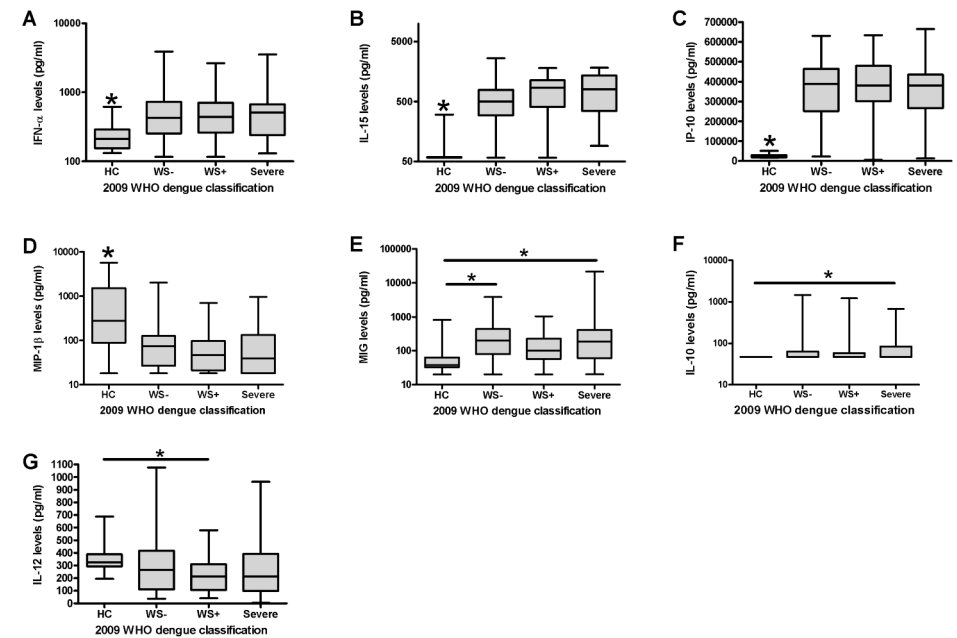 A
IFN-α levels (pg/ml)
10000
1000
100
*
HC WS- WS+ Severe
2009 WHO dengue classification
B
IL-15 levels (pg/ml)
5000
500
50
*
HC WS- WS+ Severe
2009 WHO dengue classification
C
IP-10 levels (pg/ml)
700000
600000
500000
400000
300000
200000
100000
0
*
HC WS- WS+ Severe
2009 WHO dengue classification
D
MIP-1β levels (pg/ml)
10000
1000
100
10
*
HC WS- WS+ Severe
2009 WHO dengue classification
E
MIG levels (pg/ml)
100000
10000
1000
100
10
*
*
HC WS- WS+ Severe
2009 WHO dengue classification
F
IL-10 levels (pg/ml)
10000
1000
100
*
HC WS- WS+ Severe
2009 WHO dengue classification
G
IL-12 levels (pg/ml)
1100
1000
900
800
700
600
500
400
300
200
100
0
*
HC WS- WS+ Severe
2009 WHO dengue classification